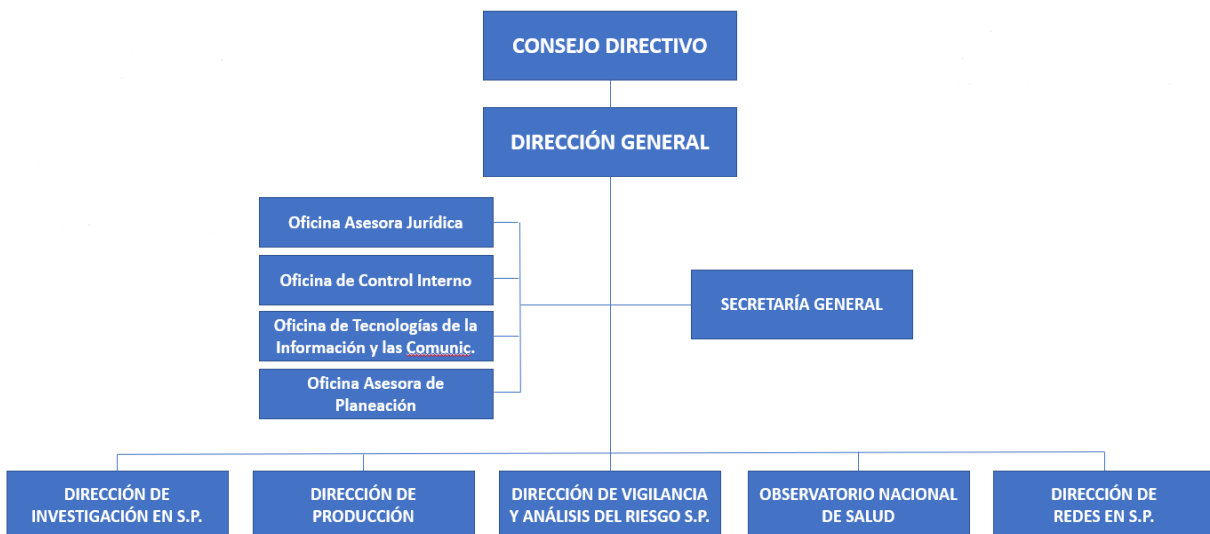 CONSEJO DIRECTIVO
DIRECCIÓN GENERAL
Oficina Asesora Jurídica
Oficina de Control Interno
Oficina de Tecnologías de la
Información y las Comunic.
Oficina Asesora de
Planeación
SECRETARÍA GENERAL
DIRECCIÓN DE
INVESTIGACIÓN EN S.P.
DIRECCIÓN DE
PRODUCCIÓN
DIRECCIÓN DE VIGILANCIA
Y ANÁLISIS DEL RIESGO S.P.
OBSERVATORIO NACIONAL
DE SALUD
DIRECCIÓN DE
REDES EN S.P.